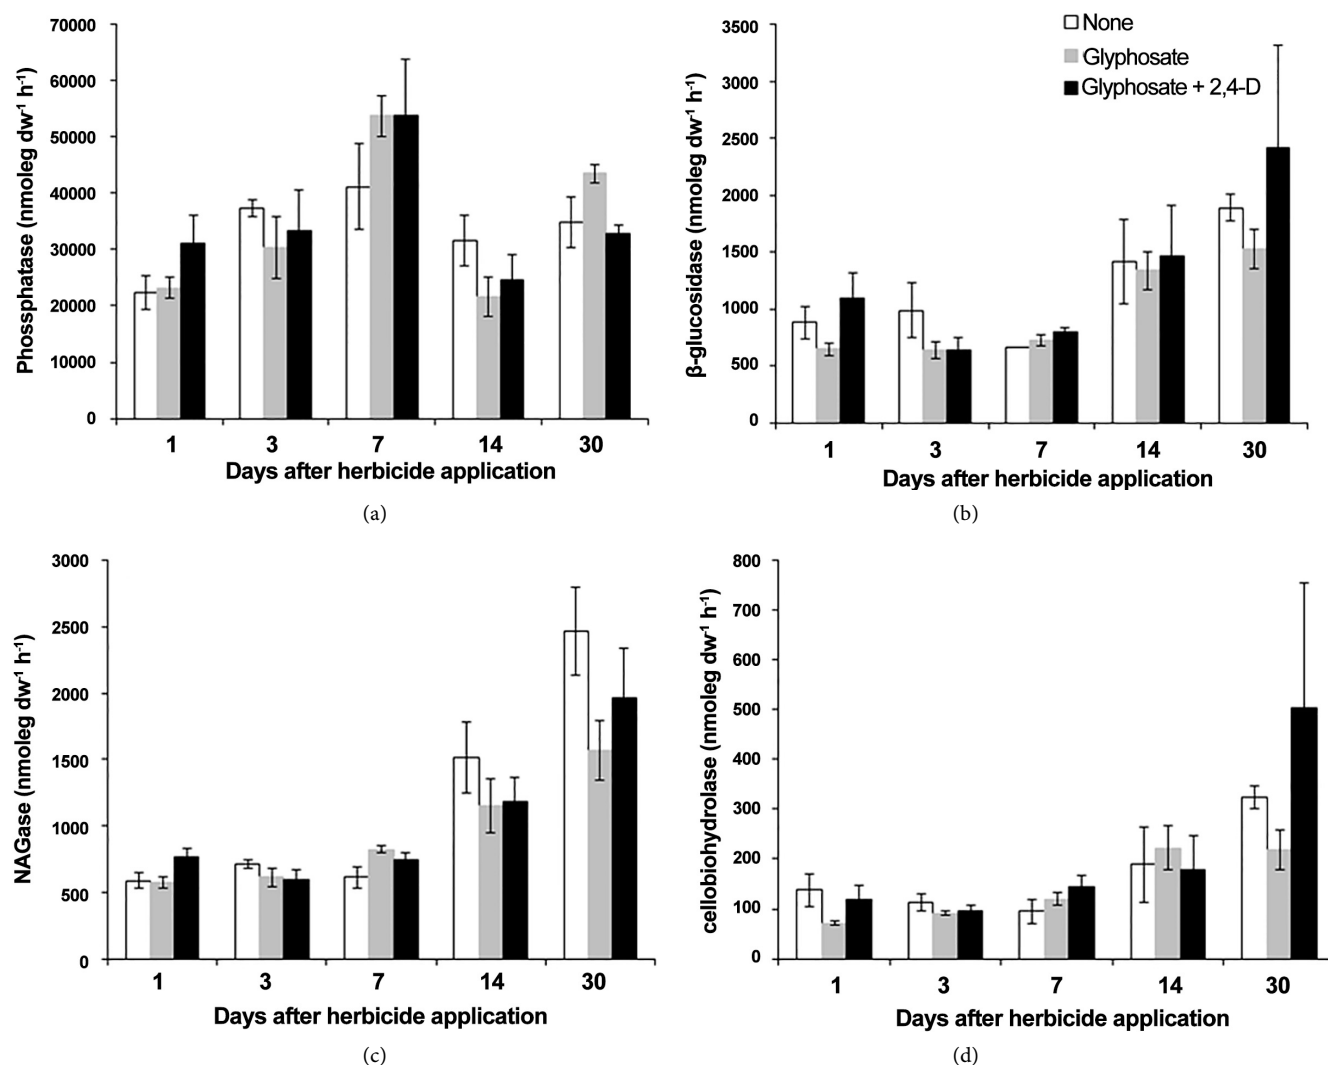 70000
60000
50000
40000
30000
20000
10000
0
Phossphatase (nmoleg dw⁻¹ h⁻¹)
1 3 7 14 30
Days after herbicide application
(a)
3500
3000
2500
2000
1500
1000
500
0
β-glucosidase (nmoleg dw⁻¹ h⁻¹)
None
Glyphosate
Glyphosate + 2,4-D
1 3 7 14 30
Days after herbicide application
(b)
3000
2500
2000
1500
1000
500
0
NAGase (nmoleg dw⁻¹ h⁻¹)
1 3 7 14 30
Days after herbicide application
(c)
800
700
600
500
400
300
200
100
0
cellobiohydrolase (nmoleg dw⁻¹ h⁻¹)
1 3 7 14 30
Days after herbicide application
(d)